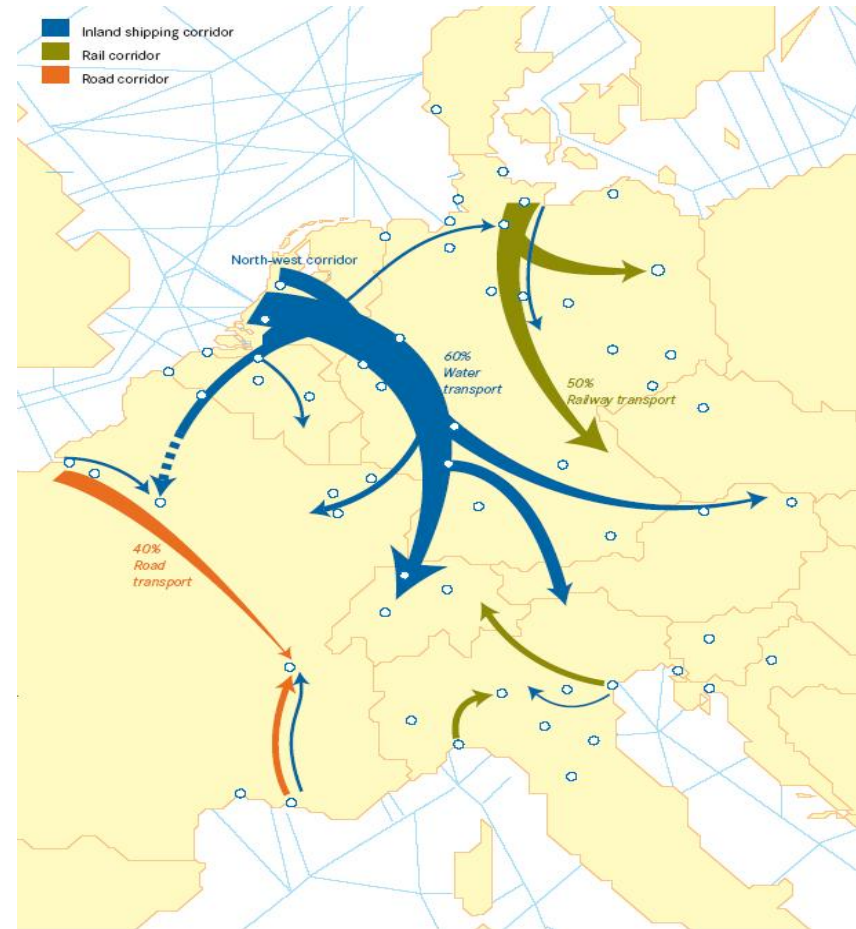 Inland shipping corridor
Rail corridor
Road corridor
North-west corridor
60%
Water
transport
50%
Railway transport
40%
Road
transport